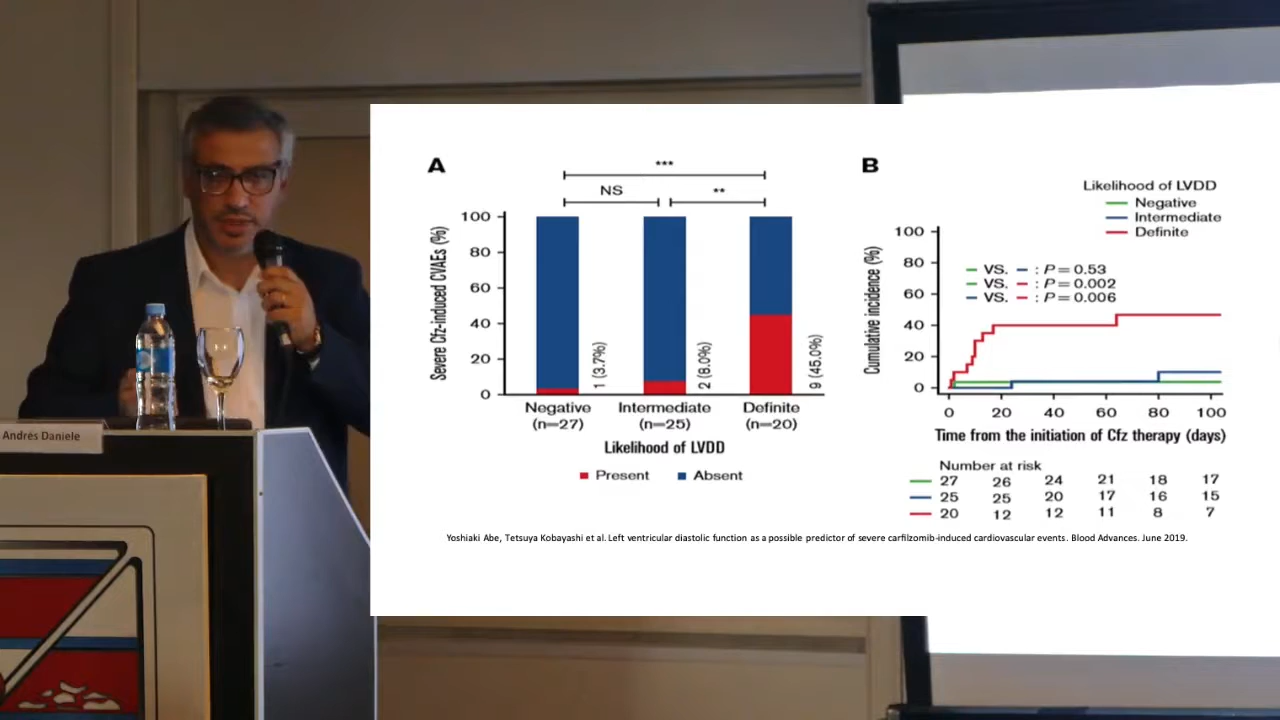 Andrés Daniele
A
***
NS
**
Severe Cfz-induced CVAEs (%)
100
80
60
40
20
0
1 (3.7%)
2 (8.0%)
9 (45.0%)
Negative
(n=27)
Intermediate
(n=25)
Definite
(n=20)
Likelihood of LVDD
Present
Absent
B
Likelihood of LVDD
Negative
Intermediate
Definite
Cumulative incidence (%)
100
80
60
40
20
0
VS. : P = 0.53
VS. : P = 0.002
VS. : P = 0.006
0 20 40 60 80 100
Time from the initiation of Cfz therapy (days)
Number at risk
27 26 24 21 18 17
25 25 20 17 16 15
20 12 12 11 8 7
Yoshiaki Abe, Tetsuya Kobayashi et al. Left ventricular diastolic function as a possible predictor of severe carfilzomib-induced cardiovascular events. Blood Advances. June 2019.